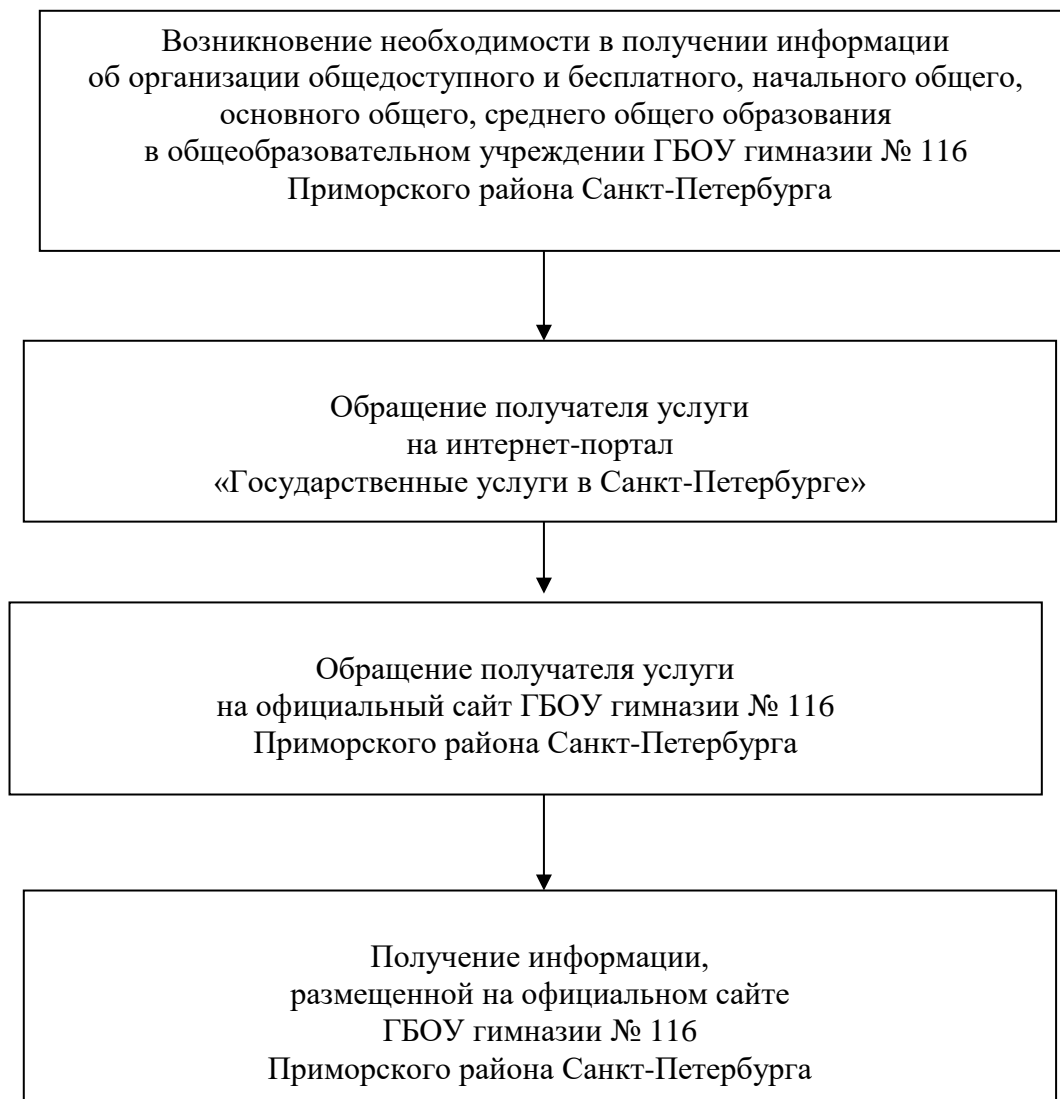 Возникновение необходимости в получении информации
об организации общедоступного и бесплатного, начального общего,
основного общего, среднего общего образования
в общеобразовательном учреждении ГБОУ гимназии № 116
Приморского района Санкт-Петербурга
Обращение получателя услуги
на интернет-портал
«Государственные услуги в Санкт-Петербурге»
Обращение получателя услуги
на официальный сайт ГБОУ гимназии № 116
Приморского района Санкт-Петербурга
Получение информации,
размещенной на официальном сайте
ГБОУ гимназии № 116
Приморского района Санкт-Петербурга